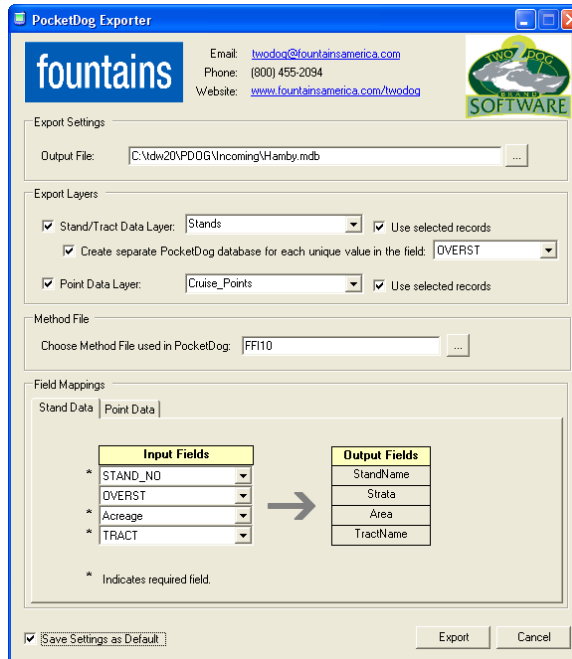 PocketDog Exporter
fountains
Email: twodog@fountainsamerica.com
Phone: (800) 455-2094
Website: www.fountainsamerica.com/twodog
TWO DOG
BRAND
SOFTWARE
Export Settings
Output File: C:\tdw20\PDOG\Incoming\Hamby.mdb ...
Export Layers
Stand/Tract Data Layer: Stands Use selected records
Create separate PocketDog database for each unique value in the field: OVERST
Point Data Layer: Cruise_Points Use selected records
Method File
Choose Method File used in PocketDog: FFI10 ...
Field Mappings
Stand Data Point Data
Input Fields Output Fields
* STAND_NO StandName
OVERST Strata
* Acreage Area
* TRACT TractName
* Indicates required field.
Save Settings as Default Export Cancel